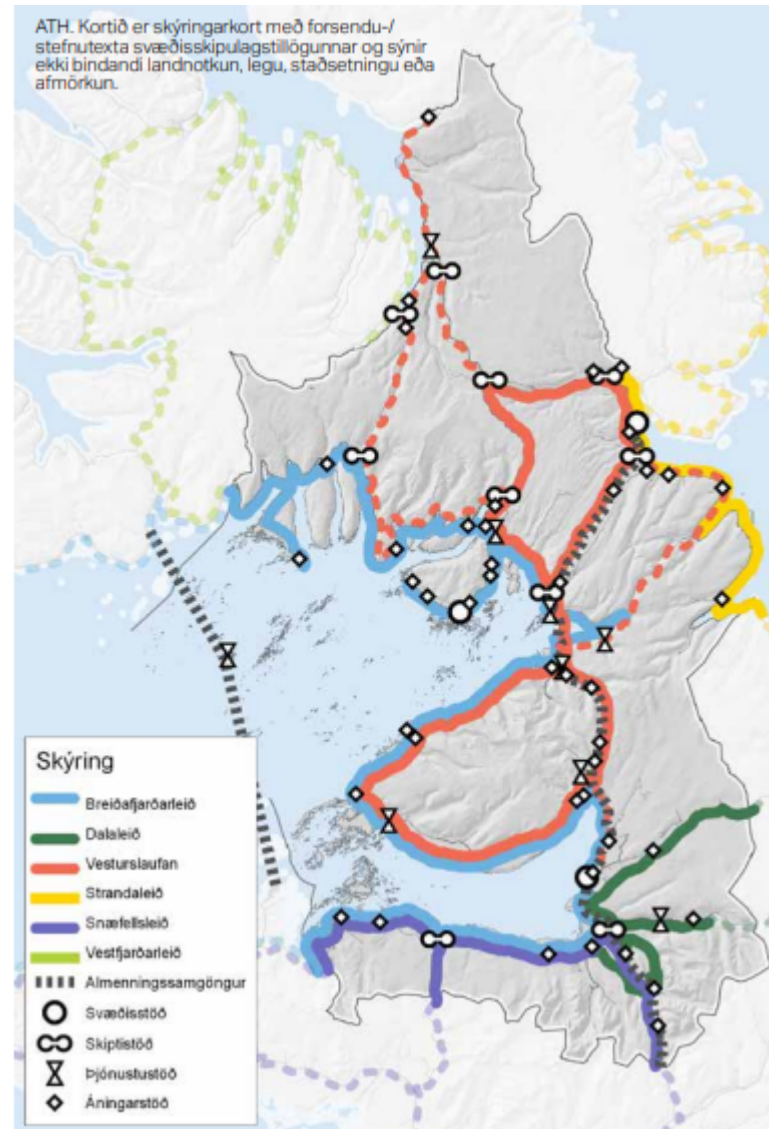 ATH. Kortið er skýringarkort með forsendu-/
stefnutexta svæðisskipulagstillögunnar og sýnir
ekki bindandi landnotkun, legu, staðsetningu eða
afmörkun.
Skýring
Breiðafjarðarleið
Dalaleið
Vesturslaufan
Strandaleið
Snæfellsleið
Vestfjarðarleið
Almenningssamgöngur
Svæðisstöð
Skiptistöð
Þjónustustöð
Áningarstöð